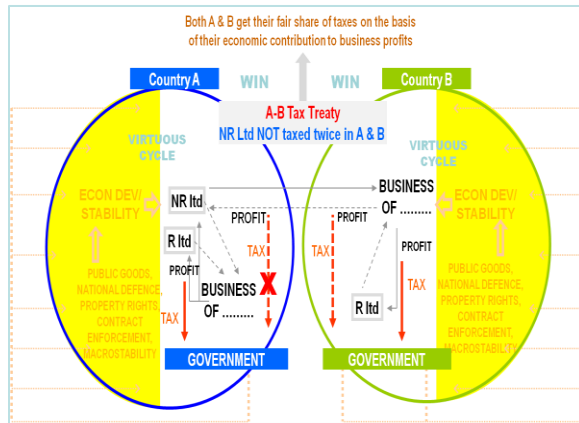 Both A & B get their fair share of taxes on the basis
of their economic contribution to business profits
Country A
WIN
WIN
Country B
A-B Tax Treaty
NR Ltd NOT taxed twice in A & B
VIRTUOUS
CYCLE
VIRTUOUS
CYCLE
ECON DEV/
STABILITY
NR ltd
R ltd
PROFIT
TAX
PROFIT
TAX
BUSINESS
OF .........
PUBLIC GOODS,
NATIONAL DEFENCE,
PROPERTY RIGHTS,
CONTRACT
ENFORCEMENT,
MACROSTABILITY
X
GOVERNMENT
BUSINESS
OF .........
PROFIT
TAX
PROFIT
TAX
R ltd
ECON DEV/
STABILITY
PUBLIC GOODS,
NATIONAL DEFENCE,
PROPERTY RIGHTS,
CONTRACT
ENFORCEMENT,
MACROSTABILITY
GOVERNMENT